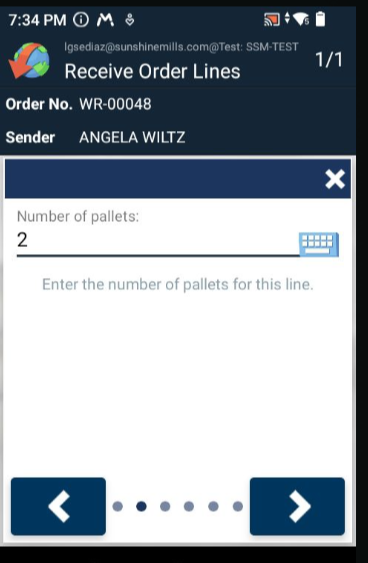 7:34 PM
lgsediaz@sunshinemills.com@Test: SSM-TEST
Receive Order Lines
1/1
Order No. WR-00048
Sender ANGELA WILTZ
Number of pallets:
2
Enter the number of pallets for this line.